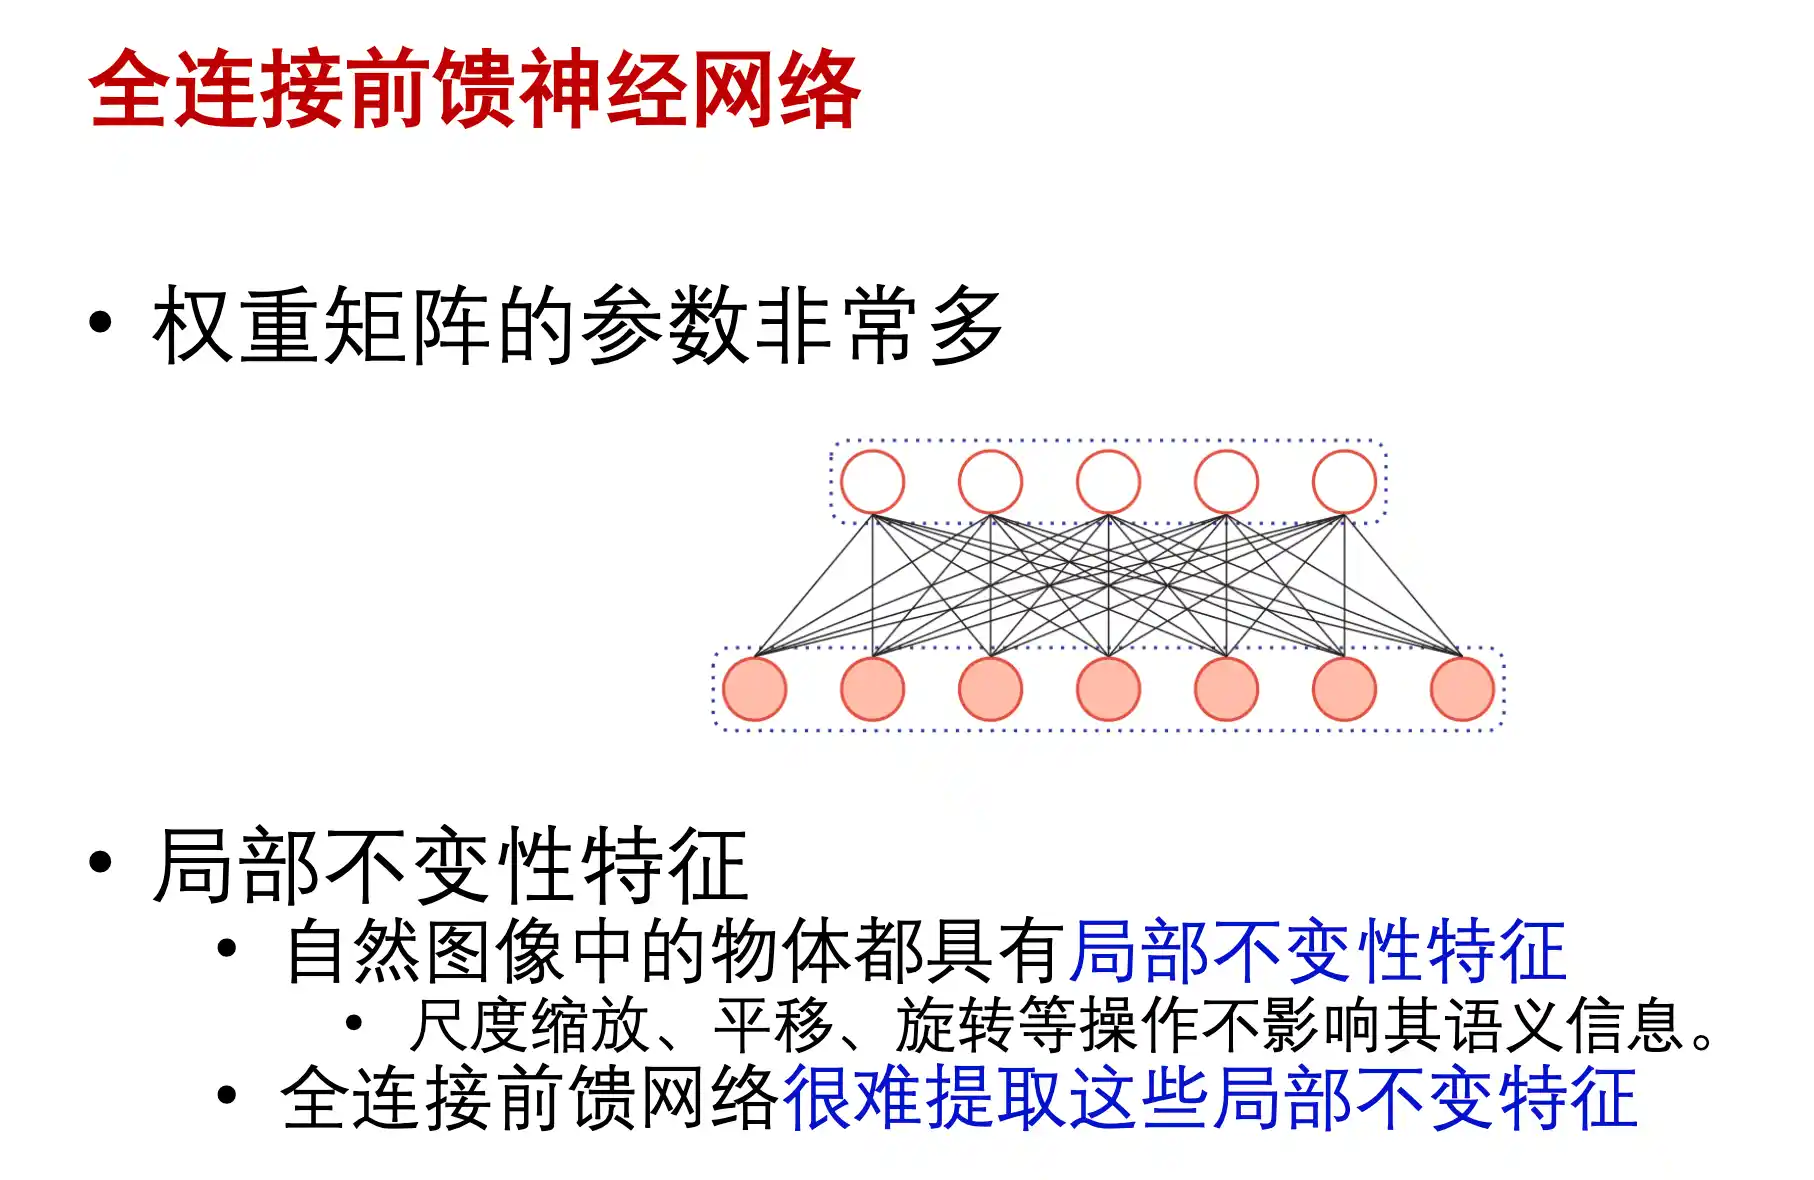 全连接前馈神经网络
• 权重矩阵的参数非常多
• 局部不变性特征
• 自然图像中的物体都具有局部不变性特征
• 尺度缩放、平移、旋转等操作不影响其语义信息。
• 全连接前馈网络很难提取这些局部不变特征